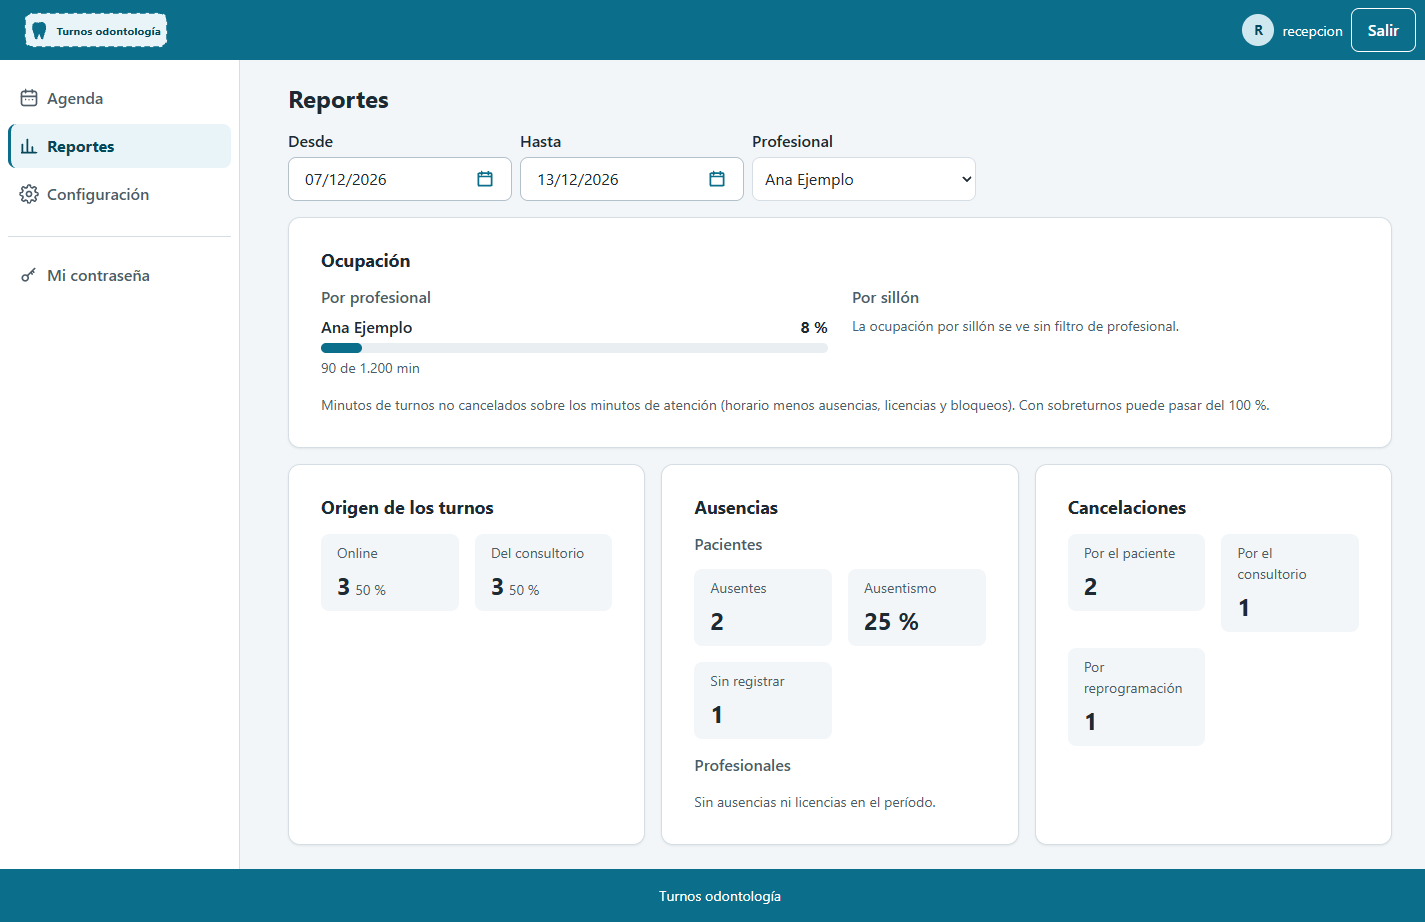 Turnos odontología
R
recepcion
Salir
Agenda
Reportes
Configuración
Mi contraseña
Reportes
Desde
Hasta
Profesional
07/12/2026
13/12/2026
Ana Ejemplo
Ocupación
Por profesional
Ana Ejemplo
8 %
90 de 1.200 min
Por sillón
La ocupación por sillón se ve sin filtro de profesional.
Minutos de turnos no cancelados sobre los minutos de atención (horario menos ausencias, licencias y bloqueos). Con sobreturnos puede pasar del 100 %.
Origen de los turnos
Online
3 50 %
Del consultorio
3 50 %
Ausencias
Pacientes
Ausentes
2
Ausentismo
25 %
Sin registrar
1
Profesionales
Sin ausencias ni licencias en el período.
Cancelaciones
Por el paciente
2
Por el
consultorio
1
Por
reprogramación
1
Turnos odontología